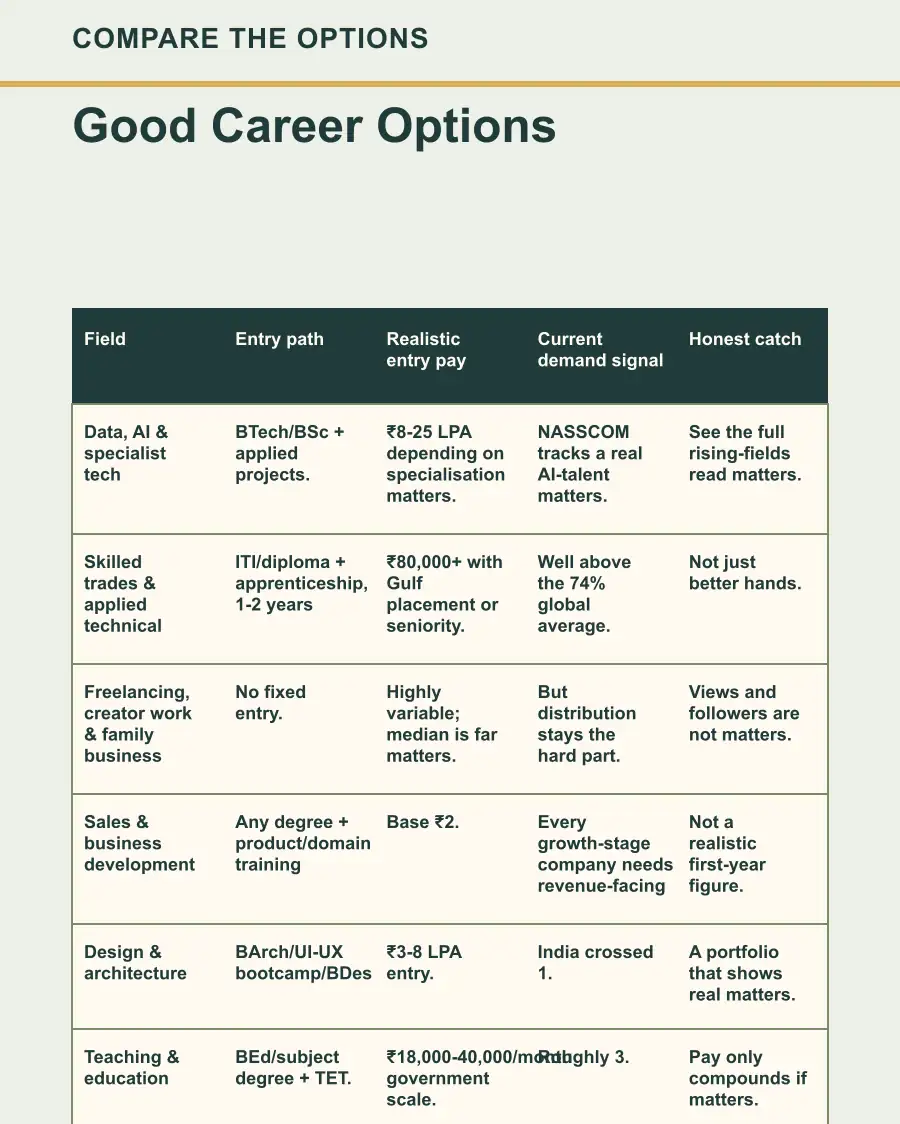 COMPARE THE OPTIONS
Good Career Options
Field
Entry path
Realistic
entry pay
Current
demand signal
Honest catch
Data, AI &
specialist
tech
BTech/BSc +
applied
projects.
₹8-25 LPA
depending on
specialisation
matters.
NASSCOM
tracks a real
AI-talent
matters.
See the full
rising-fields
read matters.
Skilled
trades &
applied
technical
ITI/diploma +
apprenticeship,
1-2 years
₹80,000+ with
Gulf
placement or
seniority.
Well above
the 74%
global
average.
Not just
better hands.
Freelancing,
creator work
& family
business
No fixed
entry.
Highly
variable;
median is far
matters.
But
distribution
stays the
hard part.
Views and
followers are
not matters.
Sales &
business
development
Any degree +
product/domain
training
Base ₹2.
Every
growth-stage
company needs
revenue-facing
Not a
realistic
first-year
figure.
Design &
architecture
BArch/UI-UX
bootcamp/BDes
₹3-8 LPA
entry.
India crossed
1.
A portfolio
that shows
real matters.
Teaching &
education
BEd/subject
degree + TET.
₹18,000-40,000/month
government
scale.
Roughly 3.
Pay only
compounds if
matters.